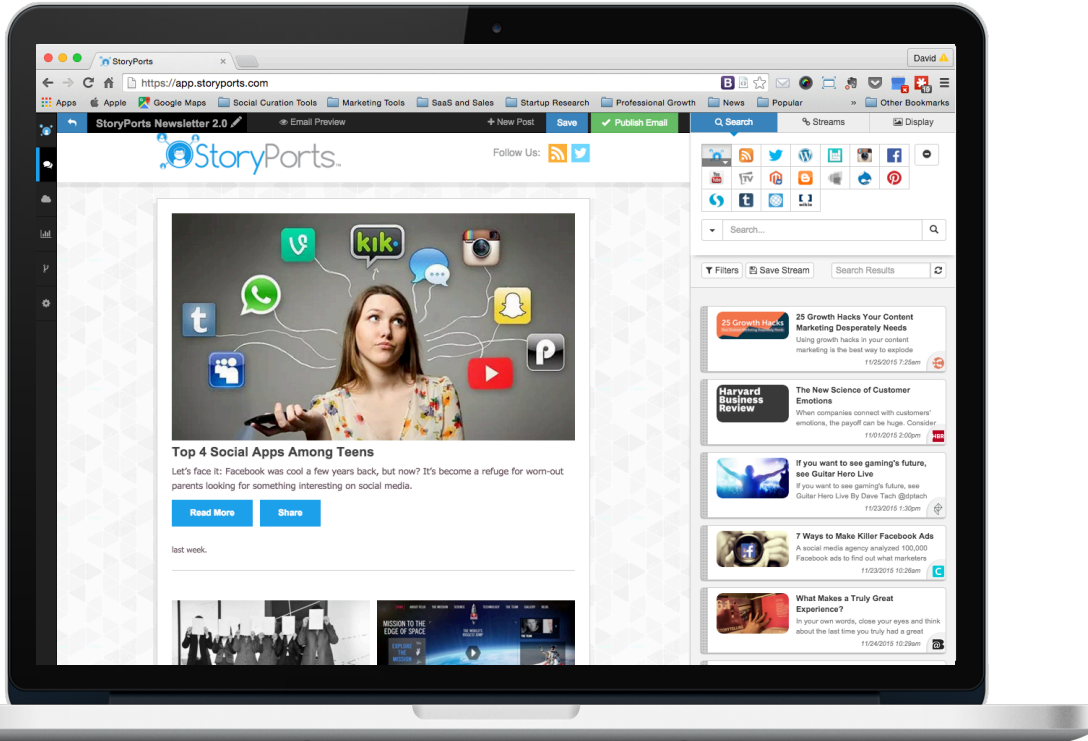 StoryPorts
David
https://app.storyports.com
Apps
Apple
Google Maps
Social Curation Tools
Marketing Tools
SaaS and Sales
Startup Research
Professional Growth
News
Popular
»
Other Bookmarks
StoryPorts Newsletter 2.0
Email Preview
+ New Post
Save
Publish Email
Search
Streams
Display
StoryPorts™
Follow Us:
Search...
Filters
Save Stream
Search Results
kik
Top 4 Social Apps Among Teens
Let's face it: Facebook was cool a few years back, but now? It's become a refuge for worn-out
parents looking for something interesting on social media.
Read More
Share
last week.
MISSION TO THE
EDGE OF SPACE
EXPLORE
THE
MISSION
25 Growth Hacks
25 Growth Hacks Your Content
Marketing Desperately Needs
Using growth hacks in your content
marketing is the best way to explode
11/25/2015 7:25am
Harvard
Business
Review
The New Science of Customer
Emotions
When companies connect with customers'
emotions, the payoff can be huge. Consider
11/01/2015 2:00pm
HBR
If you want to see gaming's future,
see Guitar Hero Live
If you want to see gaming's future, see
Guitar Hero Live By Dave Tach @dptach
11/23/2015 1:30pm
7 Ways to Make Killer Facebook Ads
A social media agency analyzed 100,000
Facebook ads to find out what marketers
11/23/2015 10:26am
What Makes a Truly Great
Experience?
In your own words, close your eyes and think
about the last time you truly had a great
11/24/2015 10:29am